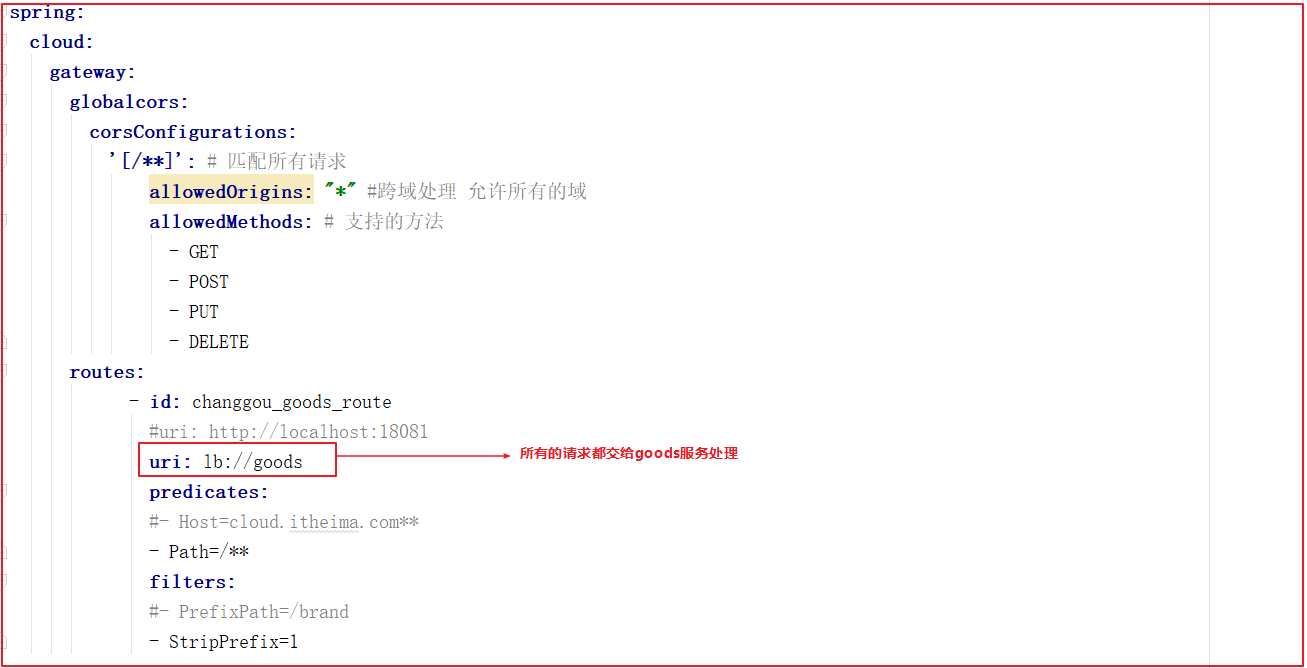 spring:
cloud:
gateway:
globalcors:
corsConfigurations:
'[/**]': # 匹配所有请求
allowedOrigins: "*" #跨域处理 允许所有的域
allowedMethods: # 支持的方法
- GET
- POST
- PUT
- DELETE
routes:
- id: changgou_goods_route
#uri: http://localhost:18081
uri: lb://goods 所有的请求都交给goods服务处理
predicates:
#- Host=cloud.itheima.com**
- Path=/**
filters:
#- PrefixPath=/brand
- StripPrefix=1